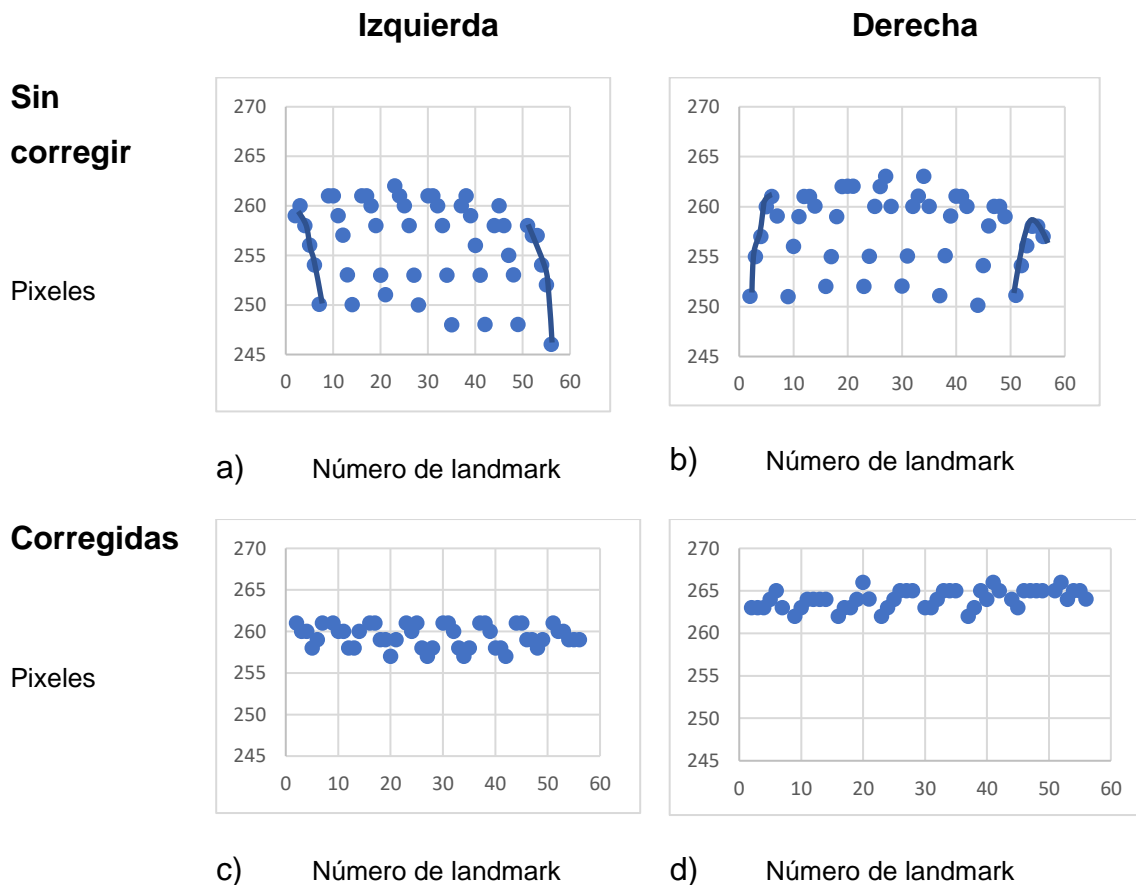 Izquierda
Derecha
Sin
corregir
Pixeles
270
265
260
255
250
245
0 10 20 30 40 50 60
270
265
260
255
250
245
0 10 20 30 40 50 60
a) Número de landmark
b) Número de landmark
Corregidas
Pixeles
270
265
260
255
250
245
0 10 20 30 40 50 60
270
265
260
255
250
245
0 10 20 30 40 50 60
c) Número de landmark
d) Número de landmark